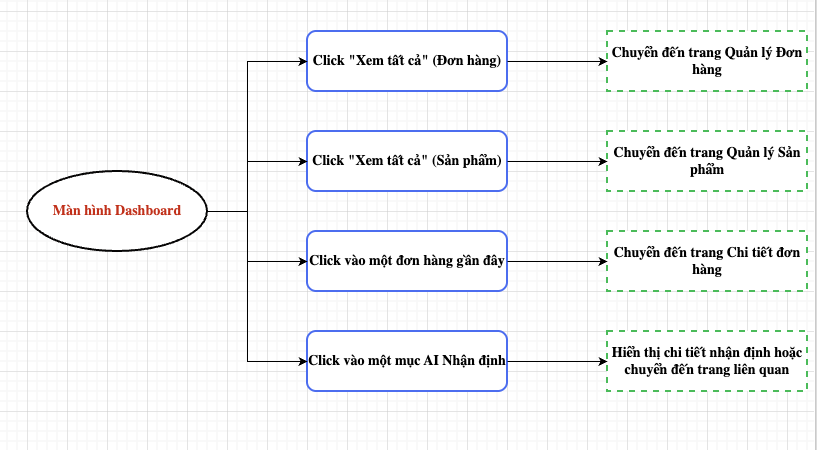 Click "Xem tất cả" (Đơn hàng)
Chuyển đến trang Quản lý Đơn
hàng
Click "Xem tất cả" (Sản phẩm)
Chuyển đến trang Quản lý Sản
phẩm
Màn hình Dashboard
Click vào một đơn hàng gần đây
Chuyển đến trang Chi tiết đơn
hàng
Click vào một mục AI Nhận định
Hiển thị chi tiết nhận định hoặc
chuyển đến trang liên quan